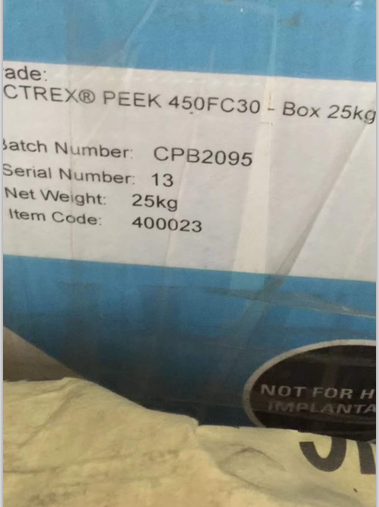 ade:
CTREX® PEEK 450FC30 - Box 25kg
Batch Number: CPB2095
Serial Number: 13
Net Weight: 25kg
Item Code: 400023
NOT FOR H
IMPLANTA